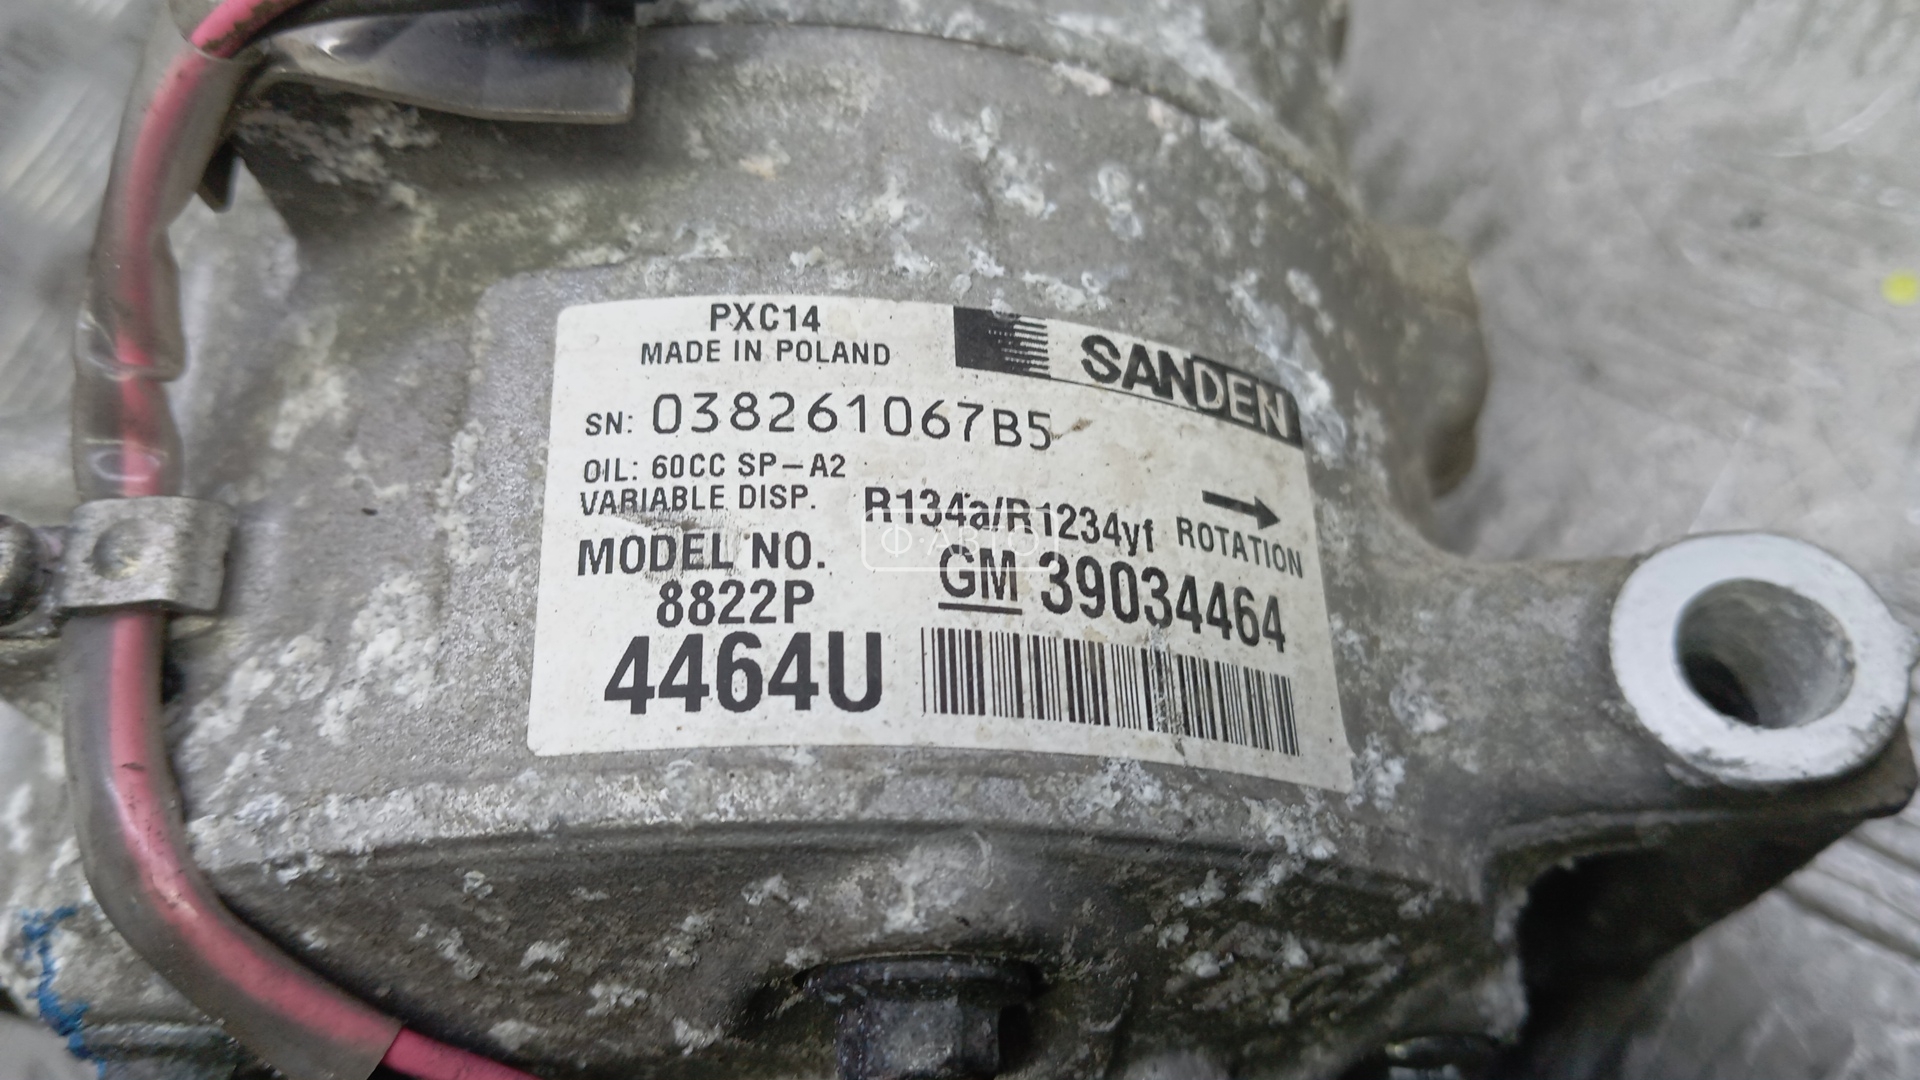 PXC14
MADE IN POLAND
SANDEN
SN: 038261067B5
OIL: 60CC SP-A2
VARIABLE DISP.
R134a/R1234yf
ROTATION
MODEL NO.
8822P
GM 39034464
4464U
Ф·АВТО